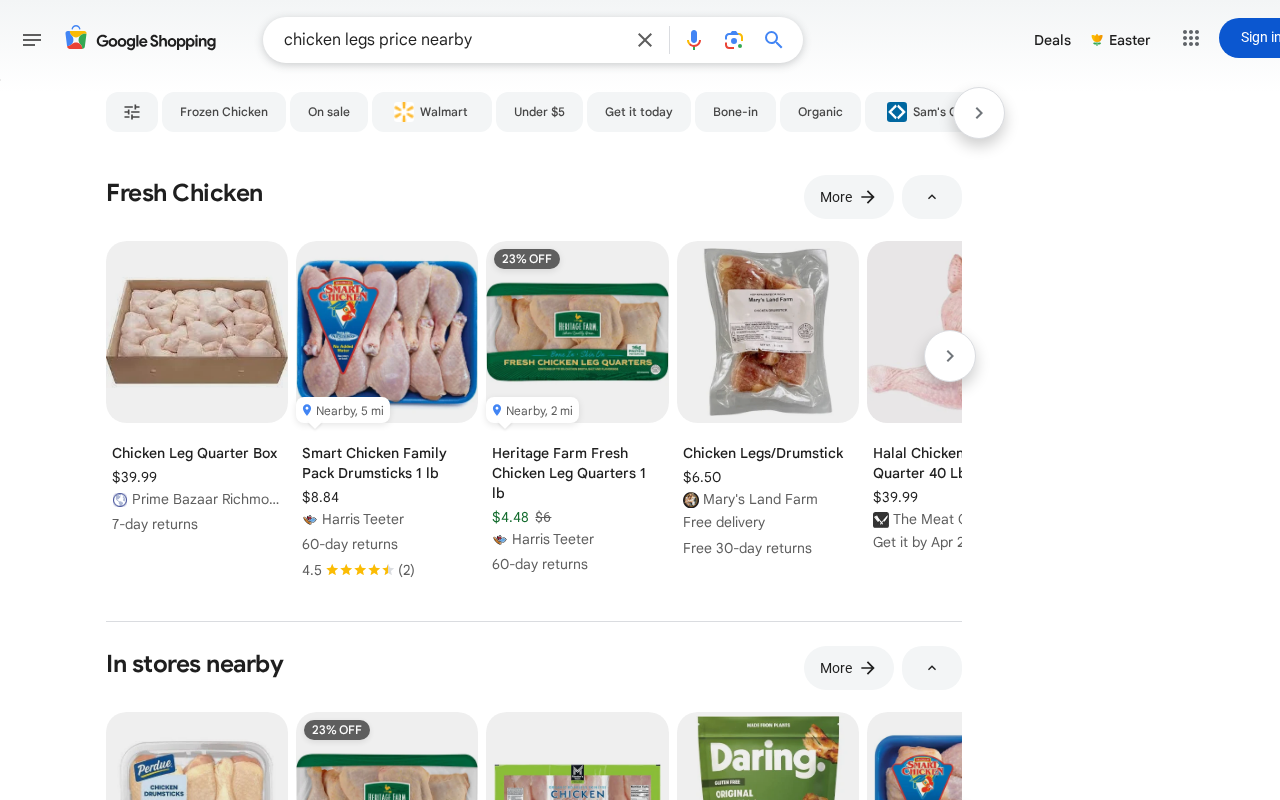 Google Shopping
chicken legs price nearby
Deals
Easter
Sign in
Frozen Chicken
On sale
Walmart
Under $5
Get it today
Bone-in
Organic
Sam's C
Fresh Chicken
More
23% OFF
SMART CHICKEN
Mary's Land Farm
HERITAGE FARM
FRESH CHICKEN LEG QUARTERS
Nearby, 5 mi
Nearby, 2 mi
Chicken Leg Quarter Box
$39.99
Prime Bazaar Richmo...
7-day returns
Smart Chicken Family
Pack Drumsticks 1 lb
$8.84
Harris Teeter
60-day returns
4.5 (2)
Heritage Farm Fresh
Chicken Leg Quarters 1
lb
$4.48 $6
Harris Teeter
60-day returns
Chicken Legs/Drumstick
$6.50
Mary's Land Farm
Free delivery
Free 30-day returns
Halal Chicken
Quarter 40 Lb
$39.99
The Meat
Get it by Apr 2
In stores nearby
More
23% OFF
PERDUE
CHICKEN
DRUMSTICKS
HERITAGE
CHICKEN
MADE FROM PLANTS
Daring.
GLUTEN FREE
ORIGINAL
SMART CHICKEN